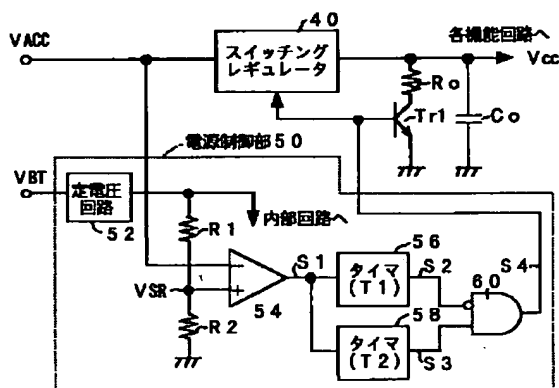 40
VACC
スイッチング
レギュレータ
各機能回路へ
Vcc
Ro
Tr1
Co
電源制御部50
VBT
定電圧
回路
52
R1
内部回路へ
VSR
R2
54
S1
56
タイマ
(T1)
S2
58
タイマ
(T2)
S3
60
S4